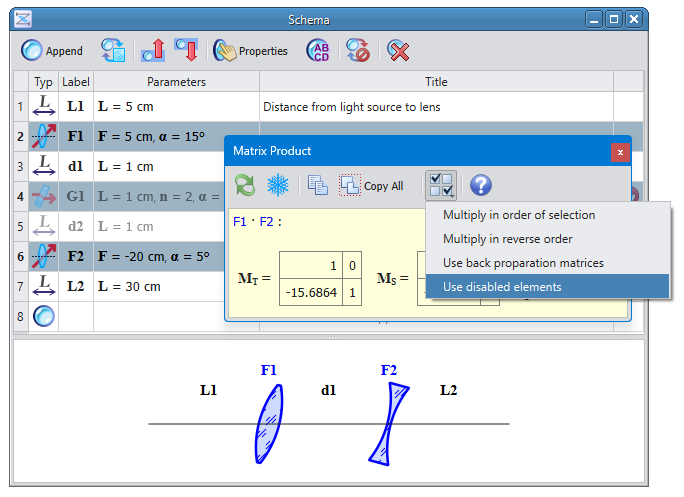 Schema
Append
Properties
AB
CD
Typ Label Parameters Title
1 L L1 L = 5 cm Distance from light source to lens
2 F1 F = 5 cm, α = 15°
3 L d1 L = 1 cm
4 G1 L = 1 cm, n = 2, α =
5 L d2 L = 1 cm
6 F2 F = -20 cm, α = 5°
7 L L2 L = 30 cm
8
Matrix Product
x
Copy All
F1 · F2 :
MT = 1 0
-15.6864 1
MS =
Multiply in order of selection
Multiply in reverse order
Use back proparation matrices
Use disabled elements
F1 F2
L1 d1 L2